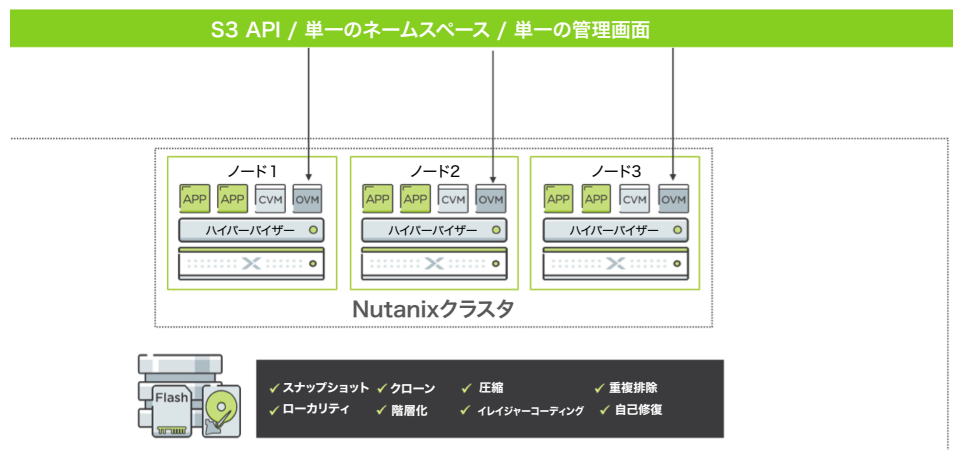 S3 API / 単一のネームスペース / 単一の管理画面
ノード1 ノード2 ノード3
APP APP CVM OVM APP APP CVM OVM APP APP CVM OVM
ハイパーバイザー ハイパーバイザー ハイパーバイザー
Nutanixクラスタ
Flash
スナップショット クローン 圧縮 重複排除
ローカリティ 階層化 イレイジャーコーディング 自己修復